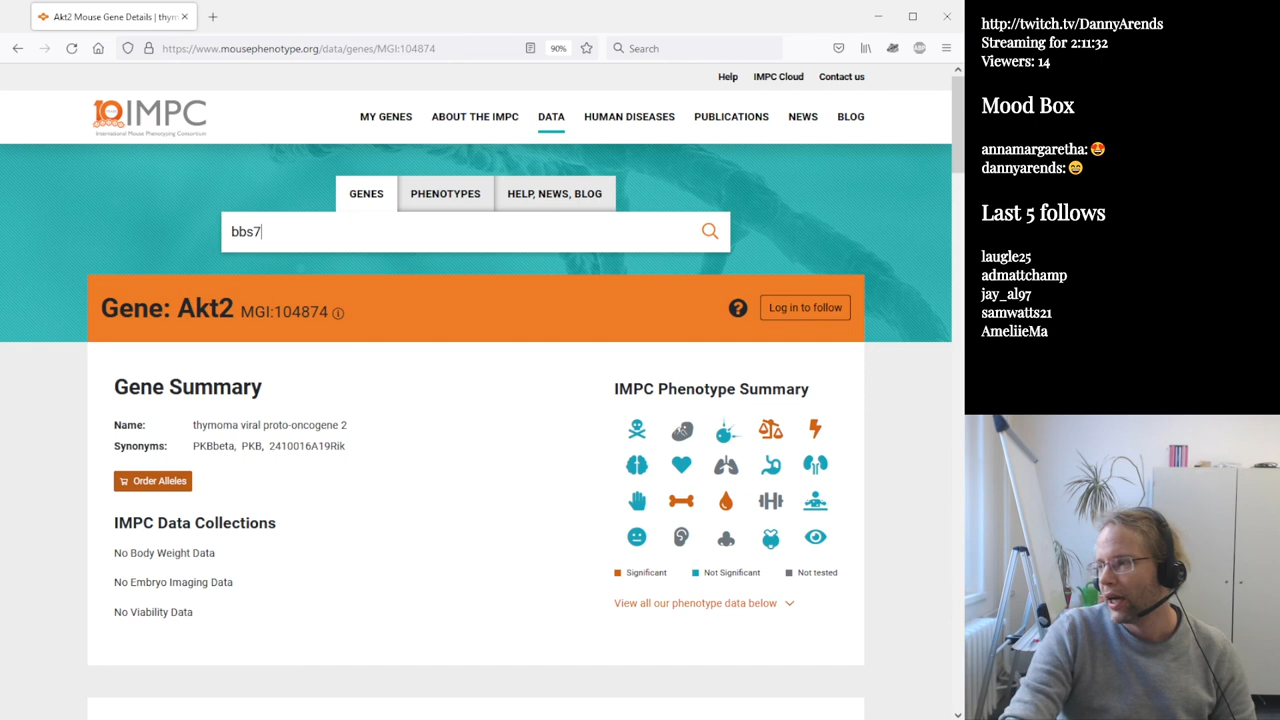 Akt2 Mouse Gene Details | thym
https://www.mousephenotype.org/data/genes/MGI:104874
90%
Search
Help
IMPC Cloud
Contact us
10 IMPC
International Mouse Phenotyping Consortium
MY GENES
ABOUT THE IMPC
DATA
HUMAN DISEASES
PUBLICATIONS
NEWS
BLOG
GENES
PHENOTYPES
HELP, NEWS, BLOG
bbs7
Gene: Akt2 MGI:104874
Log in to follow
Gene Summary
Name: thymoma viral proto-oncogene 2
Synonyms: PKBbeta, PKB, 2410016A19Rik
Order Alleles
IMPC Data Collections
No Body Weight Data
No Embryo Imaging Data
No Viability Data
IMPC Phenotype Summary
Significant
Not Significant
Not tested
View all our phenotype data below
http://twitch.tv/DannyArends
Streaming for 2:11:32
Viewers: 14
Mood Box
annamargaretha: 😍
dannyarends: 😄
Last 5 follows
laugle25
admattchamp
jay_al97
samwatts21
AmeliieMa